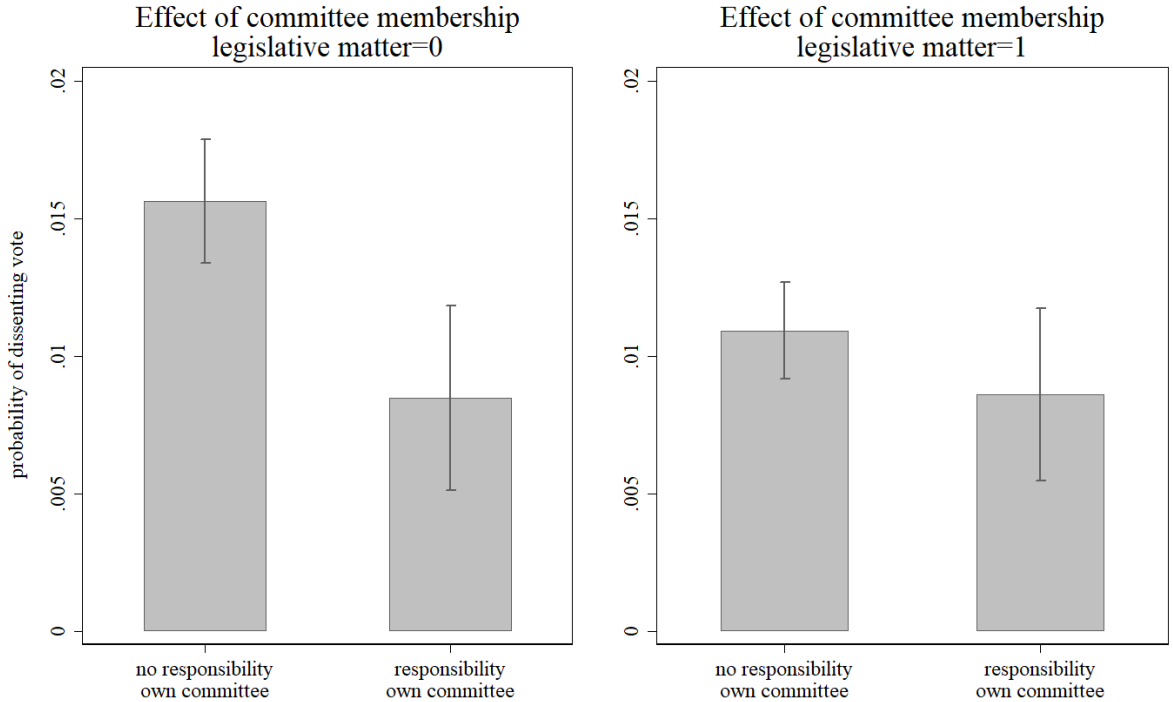 Effect of committee membership
legislative matter=0
probability of dissenting vote
.02
.015
.01
.005
0
no responsibility
own committee
responsibility
own committee
Effect of committee membership
legislative matter=1
.02
.015
.01
.005
0
no responsibility
own committee
responsibility
own committee